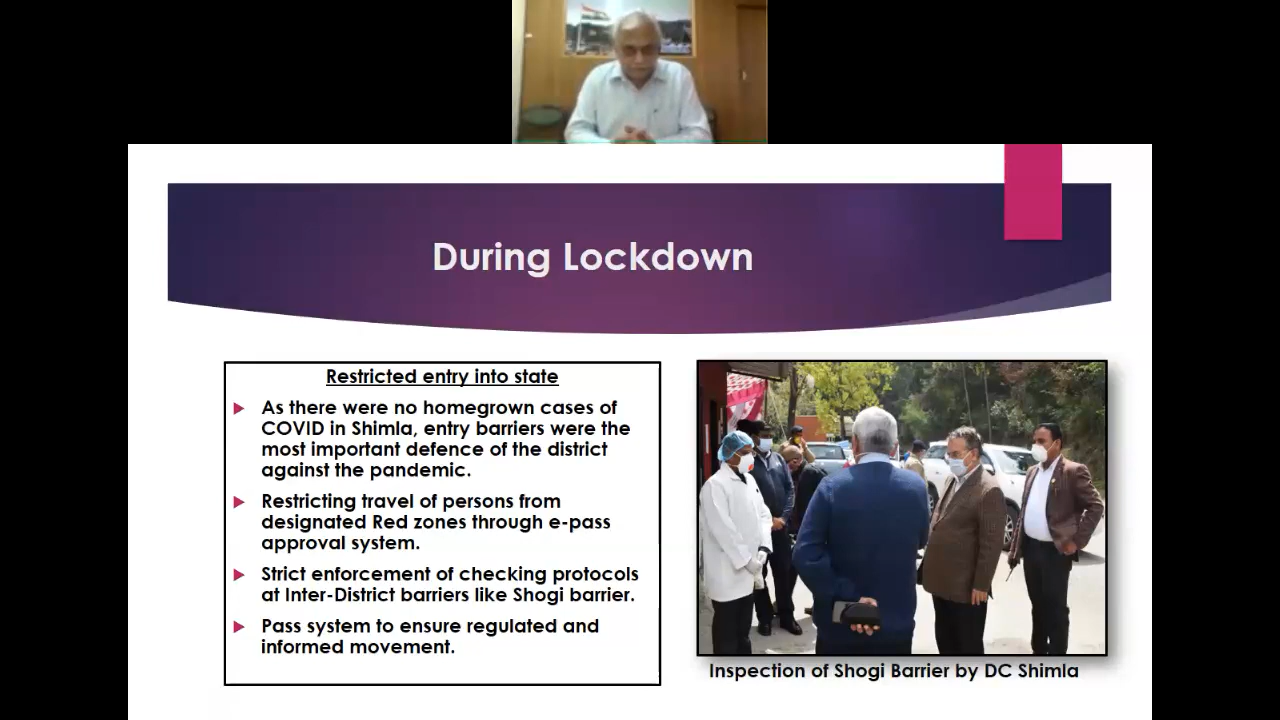 During Lockdown
Restricted entry into state
As there were no homegrown cases of
COVID in Shimla, entry barriers were the
most important defence of the district
against the pandemic.
Restricting travel of persons from
designated Red zones through e-pass
approval system.
Strict enforcement of checking protocols
at Inter-District barriers like Shogi barrier.
Pass system to ensure regulated and
informed movement.
Inspection of Shogi Barrier by DC Shimla